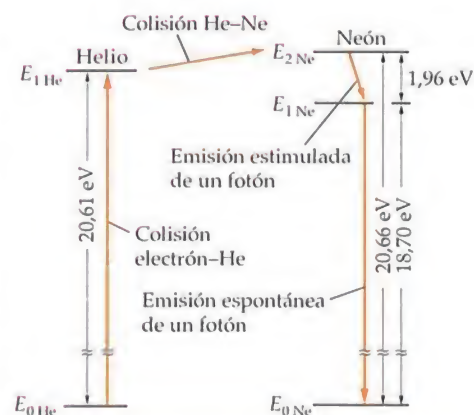 Colisión He–Ne
Helio
Neón
E1 He
E2 Ne
1,96 eV
E1 Ne
Emisión estimulada
de un fotón
20,61 eV
20,66 eV
18,70 eV
Colisión
electrón–He
Emisión espontánea
de un fotón
E0 He
E0 Ne